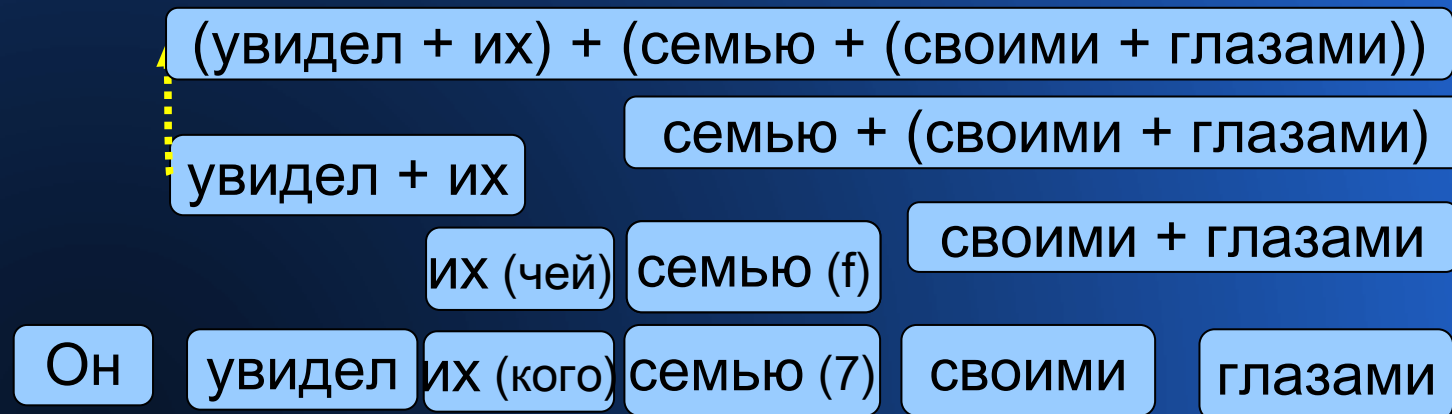 (увидел + их) + (семью + (своими + глазами))
семью + (своими + глазами)
увидел + их
своими + глазами
их (чей) семью (f)
Он увидел их (кого) семью (7) своими глазами